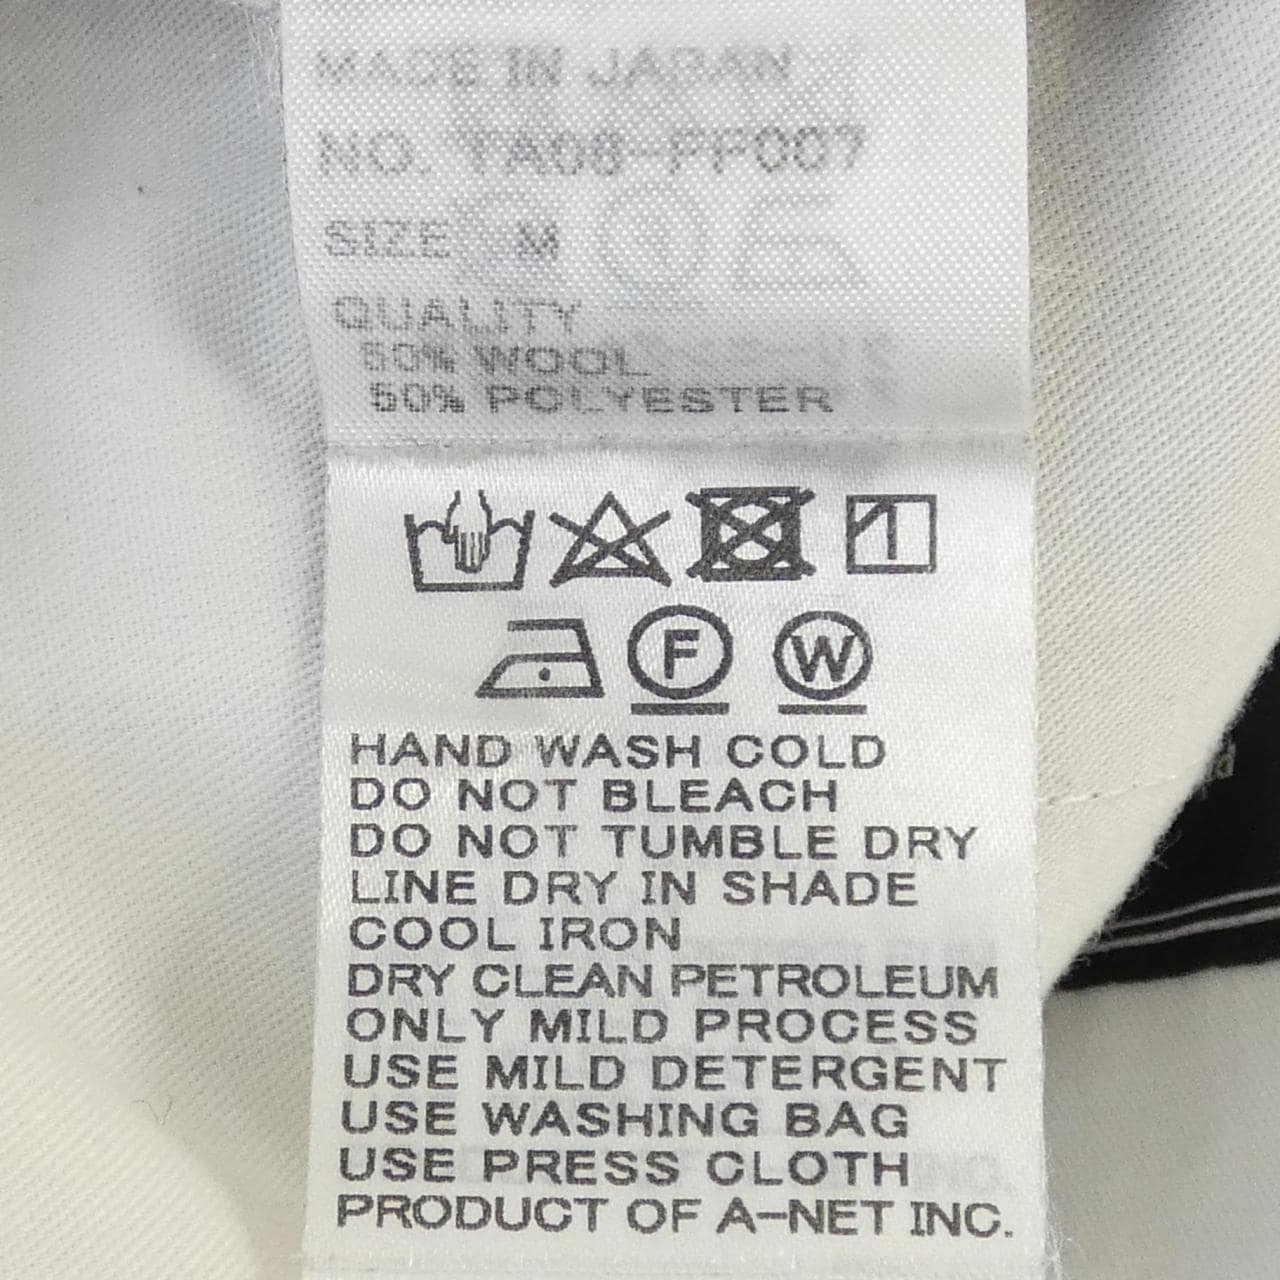 MADE IN JAPAN
NO. TA06-FF007
SIZE M
QUALITY
50% WOOL
50% POLYESTER
F W
HAND WASH COLD
DO NOT BLEACH
DO NOT TUMBLE DRY
LINE DRY IN SHADE
COOL IRON
DRY CLEAN PETROLEUM
ONLY MILD PROCESS
USE MILD DETERGENT
USE WASHING BAG
USE PRESS CLOTH
PRODUCT OF A-NET INC.